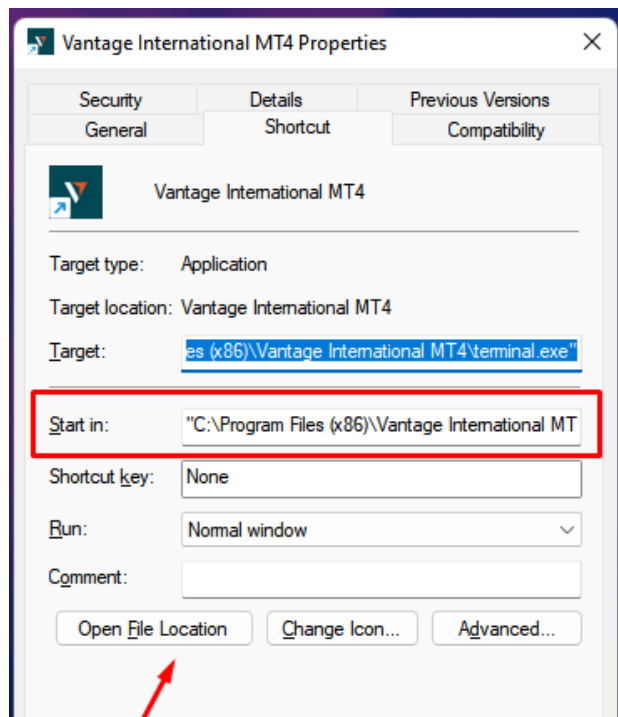 Vantage International MT4 Properties
Security Details Previous Versions
General Shortcut Compatibility
Vantage International MT4
Target type: Application
Target location: Vantage International MT4
Target: es (x86)\Vantage International MT4\terminal.exe"
Start in: "C:\Program Files (x86)\Vantage International MT
Shortcut key: None
Run: Normal window
Comment:
Open File Location Change Icon... Advanced...